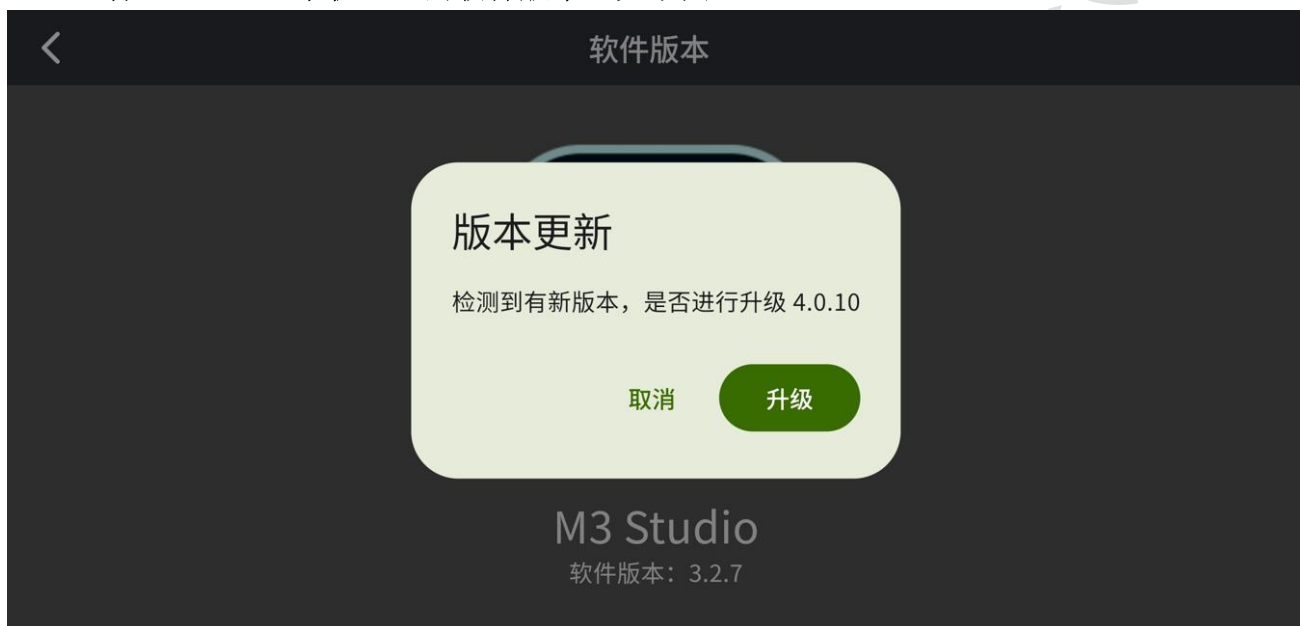 软件版本
版本更新
检测到有新版本，是否进行升级 4.0.10
取消 升级
M3 Studio
软件版本：3.2.7